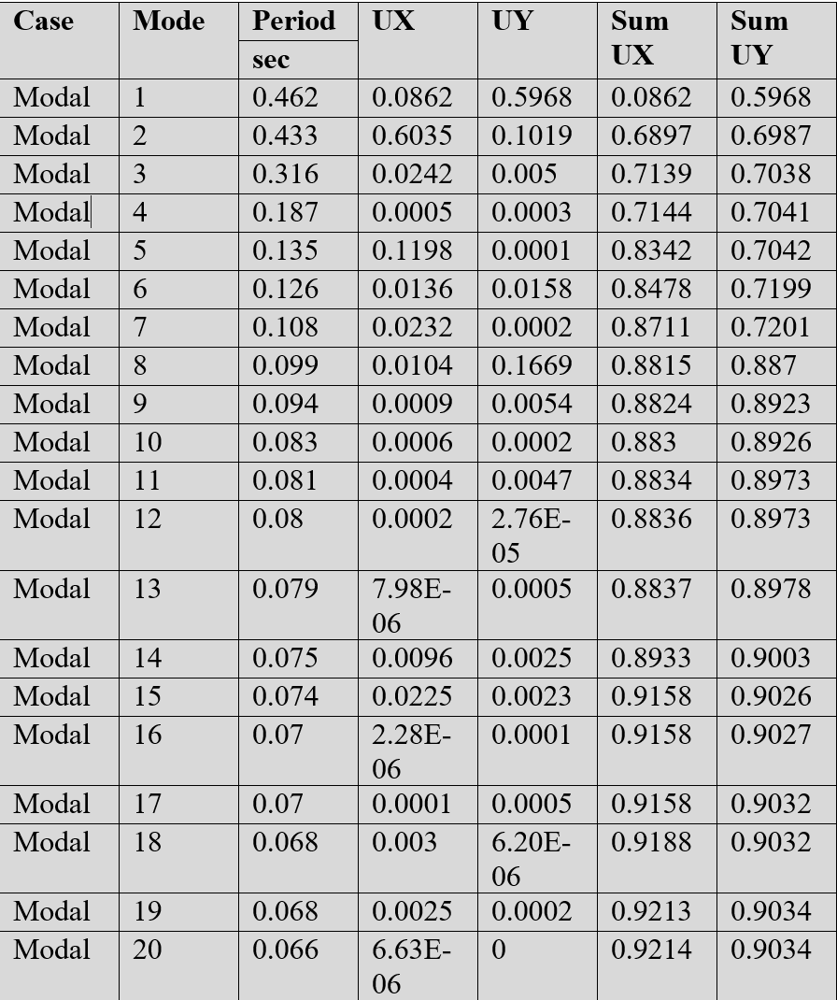 Case Mode Period UX UY Sum UX Sum UY
sec
Modal 1 0.462 0.0862 0.5968 0.0862 0.5968
Modal 2 0.433 0.6035 0.1019 0.6897 0.6987
Modal 3 0.316 0.0242 0.005 0.7139 0.7038
Modal 4 0.187 0.0005 0.0003 0.7144 0.7041
Modal 5 0.135 0.1198 0.0001 0.8342 0.7042
Modal 6 0.126 0.0136 0.0158 0.8478 0.7199
Modal 7 0.108 0.0232 0.0002 0.8711 0.7201
Modal 8 0.099 0.0104 0.1669 0.8815 0.887
Modal 9 0.094 0.0009 0.0054 0.8824 0.8923
Modal 10 0.083 0.0006 0.0002 0.883 0.8926
Modal 11 0.081 0.0004 0.0047 0.8834 0.8973
Modal 12 0.08 0.0002 2.76E-05 0.8836 0.8973
Modal 13 0.079 7.98E-06 0.0005 0.8837 0.8978
Modal 14 0.075 0.0096 0.0025 0.8933 0.9003
Modal 15 0.074 0.0225 0.0023 0.9158 0.9026
Modal 16 0.07 2.28E-06 0.0001 0.9158 0.9027
Modal 17 0.07 0.0001 0.0005 0.9158 0.9032
Modal 18 0.068 0.003 6.20E-06 0.9188 0.9032
Modal 19 0.068 0.0025 0.0002 0.9213 0.9034
Modal 20 0.066 6.63E-06 0 0.9214 0.9034